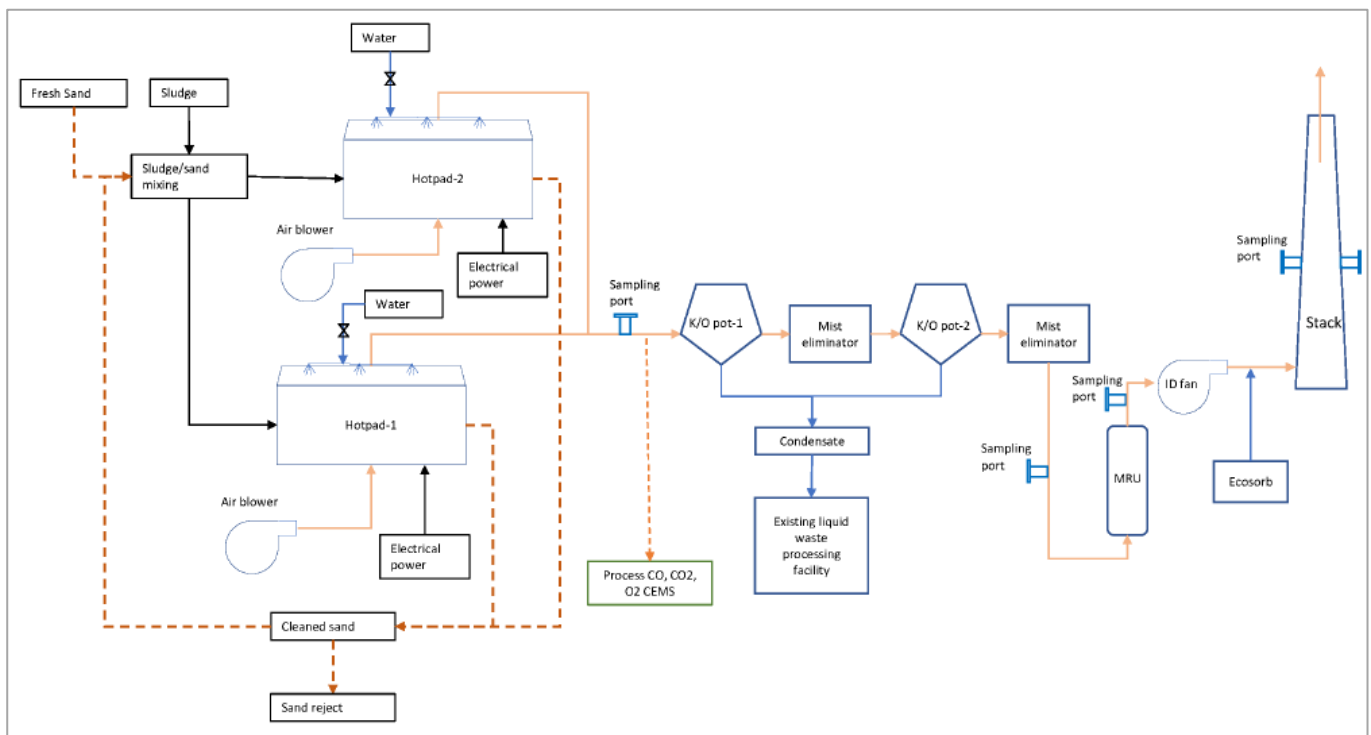 Water
Fresh Sand
Sludge
Sludge/sand
mixing
Hotpad-2
Air blower
Electrical
power
Water
Sampling
port
K/O pot-1
Mist
eliminator
K/O pot-2
Mist
eliminator
Sampling
port
Stack
Sampling
port
ID fan
Hotpad-1
Condensate
Sampling
port
MRU
Ecosorb
Air blower
Electrical
power
Existing liquid
waste
processing
facility
Process CO, CO2,
O2 CEMS
Cleaned sand
Sand reject